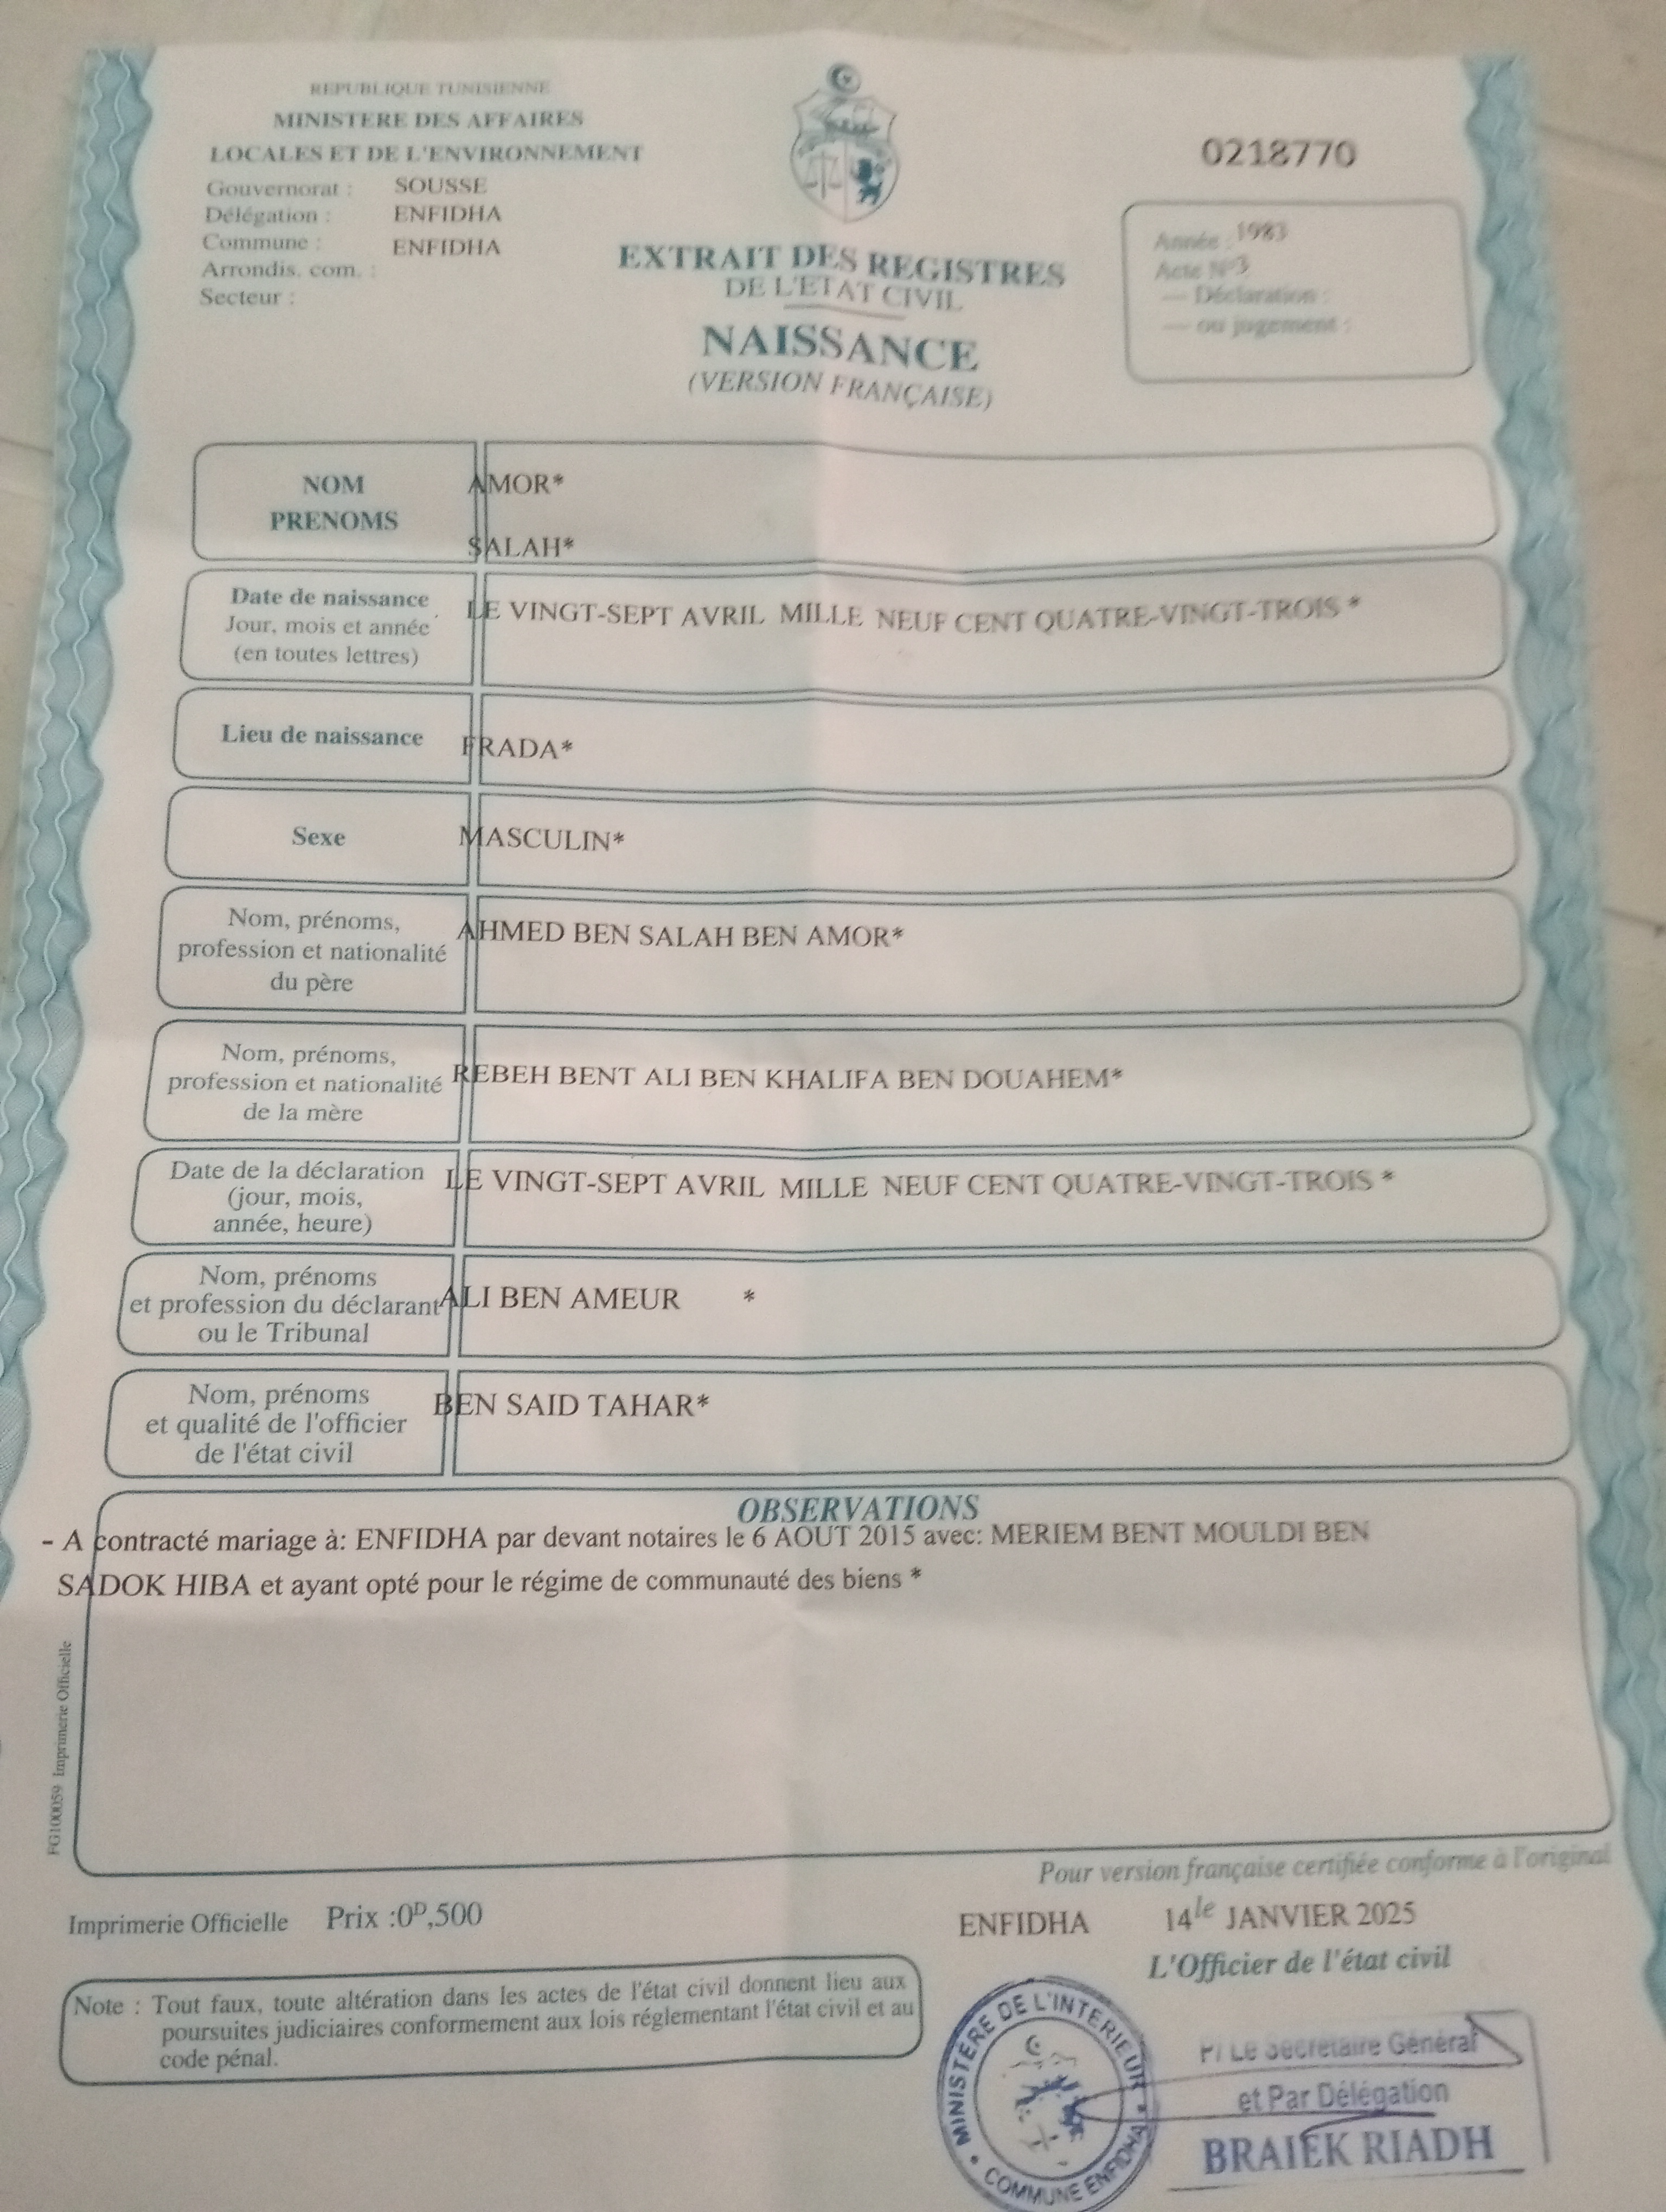 REPUBLIQUE TUNISIENNE
MINISTERE DES AFFAIRES
LOCALES ET DE L'ENVIRONNEMENT
Gouvernorat : SOUSSE
Délégation : ENFIDHA
Commune : ENFIDHA
Arrondis. com. :
Secteur :
0218770
Année : 1983
Acte N° 3
— Déclaration :
— ou jugement :
EXTRAIT DES REGISTRES
DE L'ETAT CIVIL
NAISSANCE
(VERSION FRANÇAISE)
NOM AMOR*
PRENOMS SALAH*
Date de naissance
Jour, mois et année
(en toutes lettres)
LE VINGT-SEPT AVRIL MILLE NEUF CENT QUATRE-VINGT-TROIS *
Lieu de naissance FRADA*
Sexe MASCULIN*
Nom, prénoms,
profession et nationalité
du père
AHMED BEN SALAH BEN AMOR*
Nom, prénoms,
profession et nationalité
de la mère
REBEH BENT ALI BEN KHALIFA BEN DOUAHEM*
Date de la déclaration
(jour, mois,
année, heure)
LE VINGT-SEPT AVRIL MILLE NEUF CENT QUATRE-VINGT-TROIS *
Nom, prénoms
et profession du déclarant
ou le Tribunal
ALI BEN AMEUR *
Nom, prénoms
et qualité de l'officier
de l'état civil
BEN SAID TAHAR*
OBSERVATIONS
- A contracté mariage à: ENFIDHA par devant notaires le 6 AOUT 2015 avec: MERIEM BENT MOULDI BEN
SADOK HIBA et ayant opté pour le régime de communauté des biens *
FG100059 Imprimerie Officielle
Pour version française certifiée conforme à l'original
Imprimerie Officielle Prix :0D,500
ENFIDHA 14le JANVIER 2025
L'Officier de l'état civil
Note : Tout faux, toute altération dans les actes de l'état civil donnent lieu aux
poursuites judiciaires conformement aux lois réglementant l'état civil et au
code pénal.
MINISTÈRE DE L'INTERIEUR
* COMMUNE ENFIDHA *
P/ Le Secrétaire Général
et Par Délégation
BRAIEK RIADH